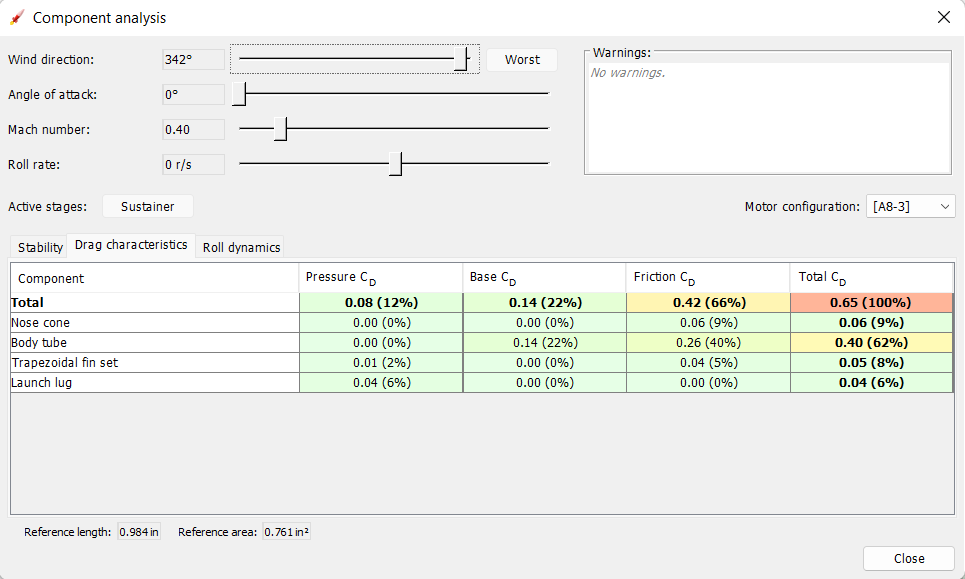 Component analysis
Wind direction: 342° Worst
Warnings:
No warnings.
Angle of attack: 0°
Mach number: 0.40
Roll rate: 0 r/s
Active stages: Sustainer Motor configuration: [A8-3]
Stability Drag characteristics Roll dynamics
Component Pressure CD Base CD Friction CD Total CD
Total 0.08 (12%) 0.14 (22%) 0.42 (66%) 0.65 (100%)
Nose cone 0.00 (0%) 0.00 (0%) 0.06 (9%) 0.06 (9%)
Body tube 0.00 (0%) 0.14 (22%) 0.26 (40%) 0.40 (62%)
Trapezoidal fin set 0.01 (2%) 0.00 (0%) 0.04 (5%) 0.05 (8%)
Launch lug 0.04 (6%) 0.00 (0%) 0.00 (0%) 0.04 (6%)
Reference length: 0.984 in Reference area: 0.761 in²
Close